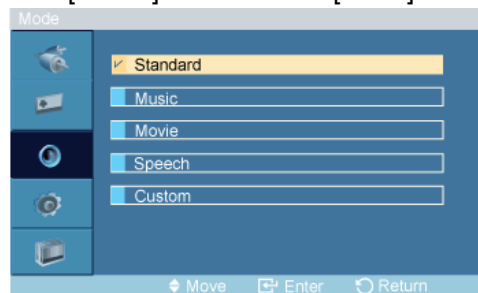 Mode
Standard
Music
Movie
Speech
Custom
Move Enter Return